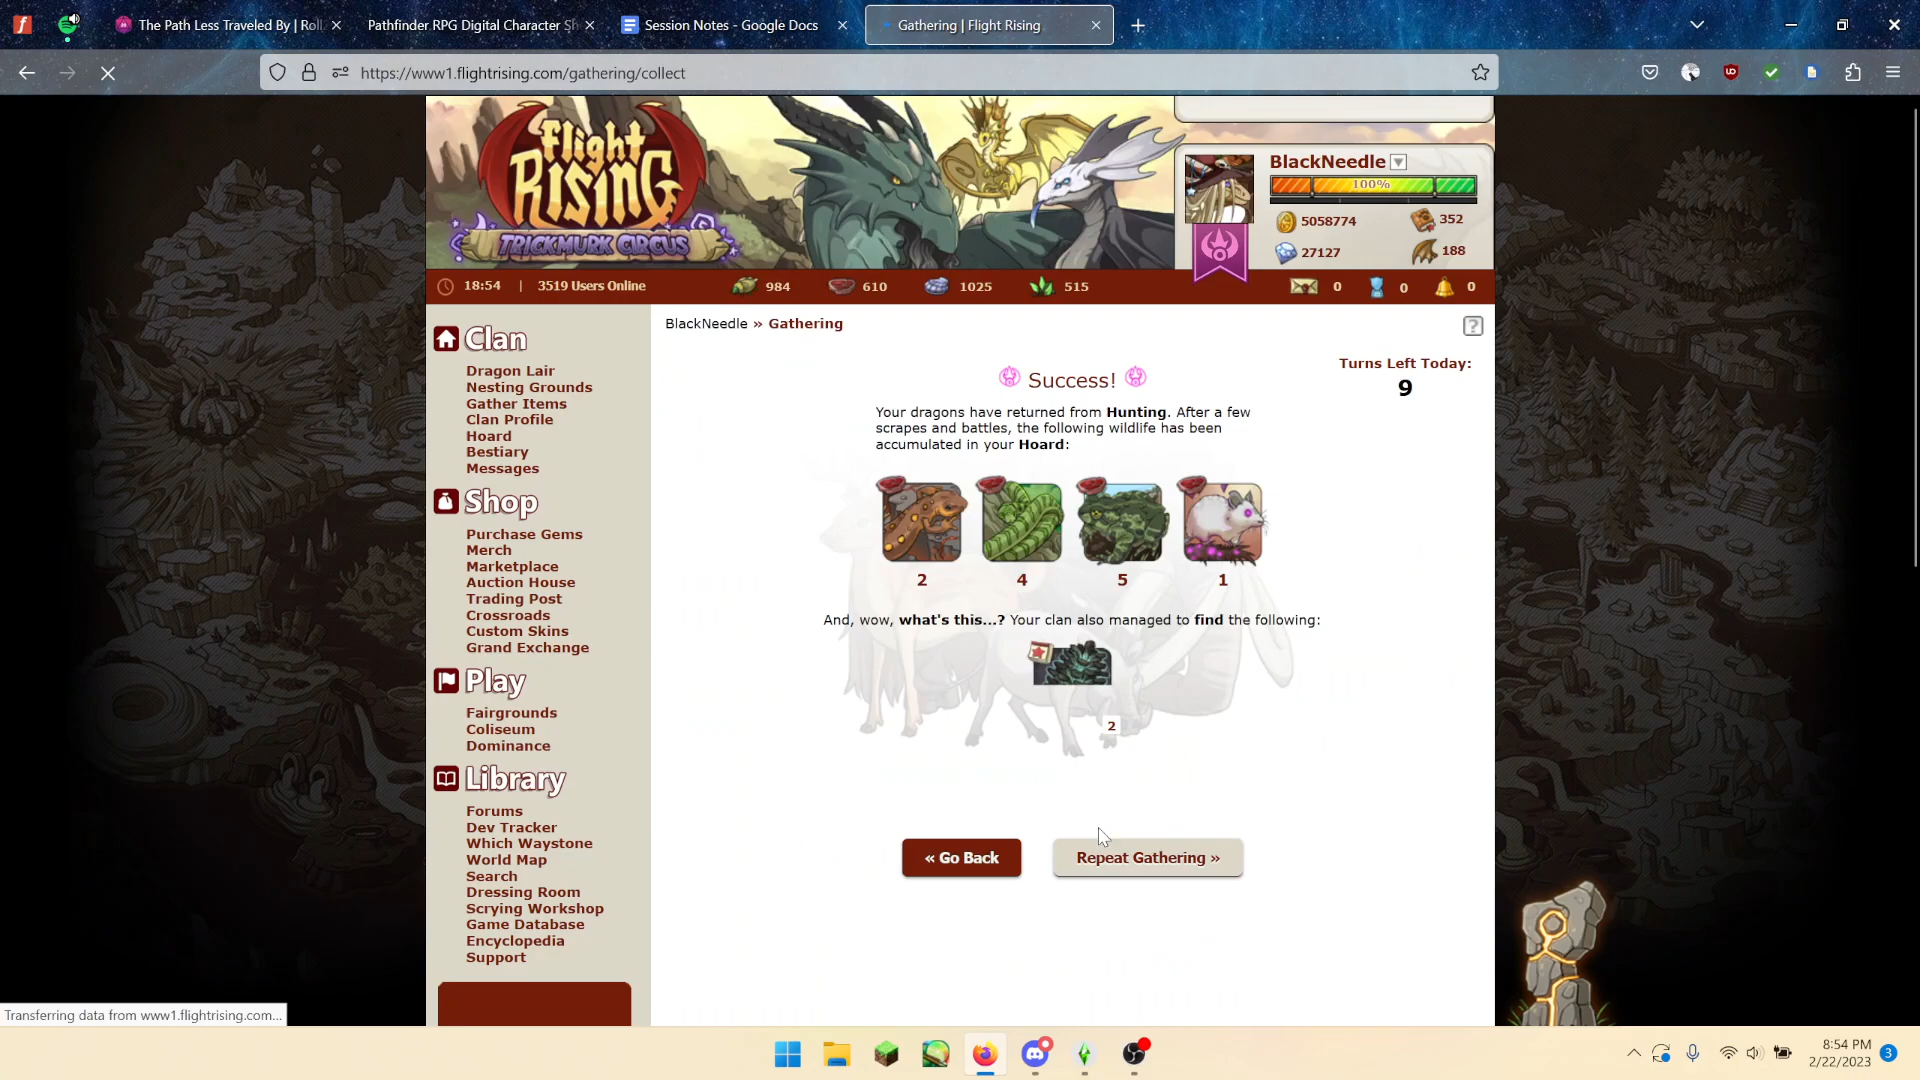 The Path Less Traveled By | Roll
Pathfinder RPG Digital Character Sh
Session Notes - Google Docs
Gathering | Flight Rising
https://www1.flightrising.com/gathering/collect
flight
RISING
TRICKMURK CIRCUS
BlackNeedle
100%
5058774
352
27127
188
18:54 | 3519 Users Online
984
610
1025
515
0
0
0
Clan
Dragon Lair
Nesting Grounds
Gather Items
Clan Profile
Hoard
Bestiary
Messages
Shop
Purchase Gems
Merch
Marketplace
Auction House
Trading Post
Crossroads
Custom Skins
Grand Exchange
Play
Fairgrounds
Coliseum
Dominance
Library
Forums
Dev Tracker
Which Waystone
World Map
Search
Dressing Room
Scrying Workshop
Game Database
Encyclopedia
Support
BlackNeedle » Gathering
?
Turns Left Today:
9
Success!
Your dragons have returned from Hunting. After a few
scrapes and battles, the following wildlife has been
accumulated in your Hoard:
2
4
5
1
And, wow, what's this...? Your clan also managed to find the following:
2
« Go Back
Repeat Gathering »
Transferring data from www1.flightrising.com...
8:54 PM
2/22/2023
3